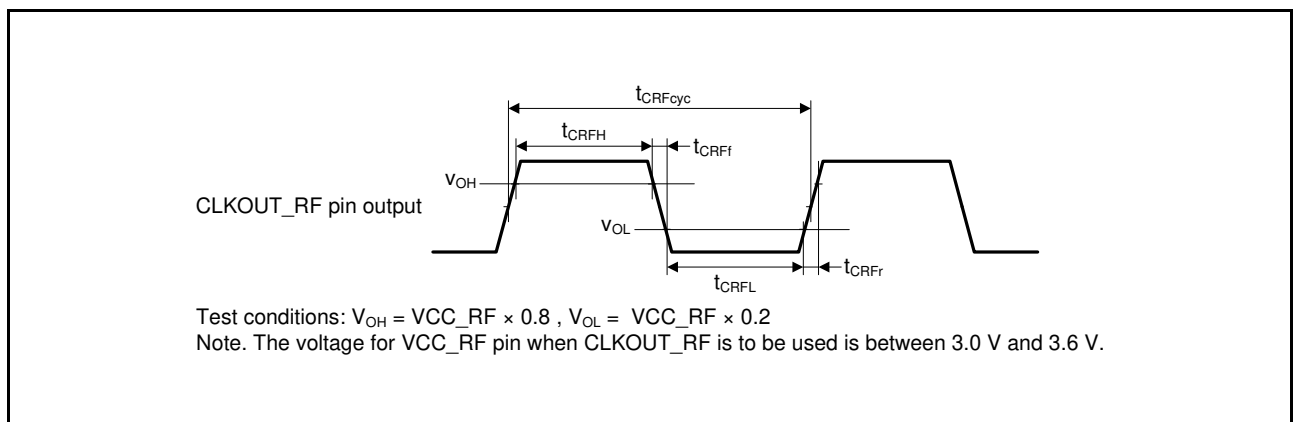 tCRFcyc
tCRFH
tCRFf
VOH
CLKOUT_RF pin output
VOL
tCRFr
tCRFL
Test conditions: VOH = VCC_RF × 0.8 , VOL = VCC_RF × 0.2
Note. The voltage for VCC_RF pin when CLKOUT_RF is to be used is between 3.0 V and 3.6 V.